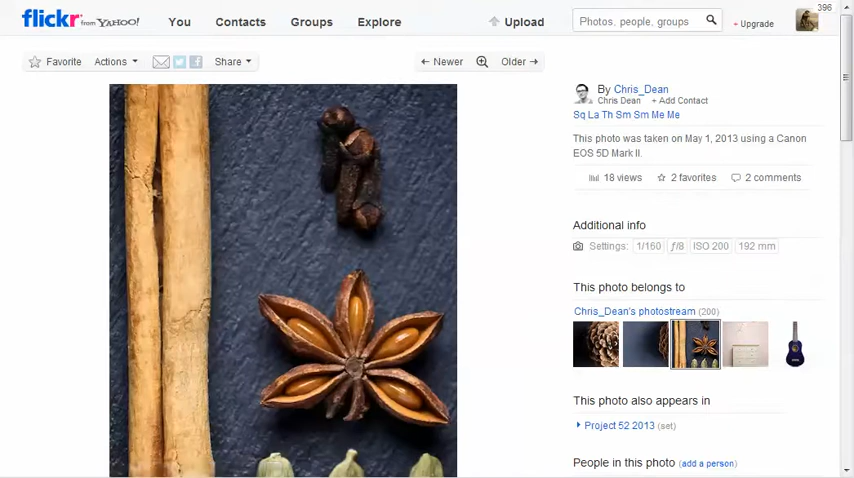 flickr from YAHOO! You Contacts Groups Explore Upload Photos, people, groups + Upgrade 396
Favorite Actions Share ← Newer Older →
By Chris_Dean
Chris Dean + Add Contact
Sq La Th Sm Sm Me Me
This photo was taken on May 1, 2013 using a Canon
EOS 5D Mark II.
18 views 2 favorites 2 comments
Additional info
Settings: 1/160 ƒ/8 ISO 200 192 mm
This photo belongs to
Chris_Dean's photostream (200)
This photo also appears in
Project 52 2013 (set)
People in this photo (add a person)